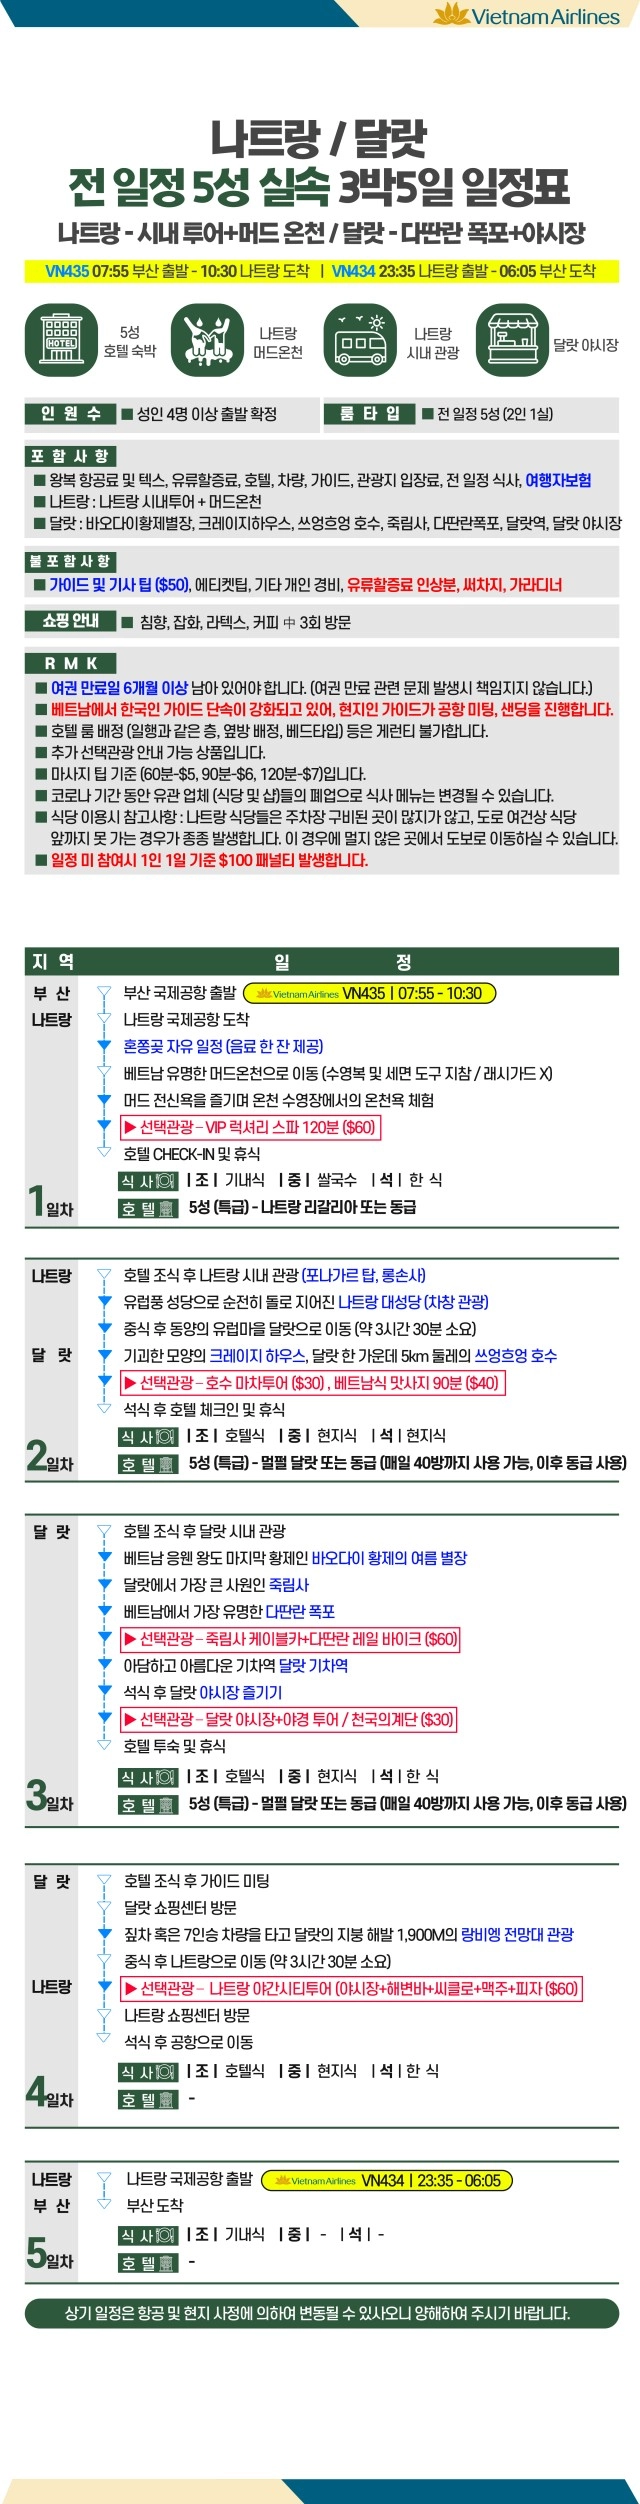 Vietnam Airlines
나트랑 / 달랏
전 일정 5성 실속 3박5일 일정표
나트랑 - 시내 투어+머드 온천 / 달랏 - 다딴란 폭포+야시장
VN435 07:55 부산 출발 - 10:30 나트랑 도착 | VN434 23:35 나트랑 출발 - 06:05 부산 도착
HOTEL
5성
호텔 숙박
나트랑
머드온천
나트랑
시내 관광
달랏 야시장
인 원 수 ■ 성인 4명 이상 출발 확정
룸 타 입 ■ 전 일정 5성 (2인 1실)
포 함 사 항
■ 왕복 항공료 및 텍스, 유류할증료, 호텔, 차량, 가이드, 관광지 입장료, 전 일정 식사, 여행자보험
■ 나트랑 : 나트랑 시내투어 + 머드온천
■ 달랏 : 바오다이황제별장, 크레이지하우스, 쓰엉흐엉 호수, 죽림사, 다딴란폭포, 달랏역, 달랏 야시장
불 포 함 사 항
■ 가이드 및 기사 팁 ($50), 에티켓팁, 기타 개인 경비, 유류할증료 인상분, 써차지, 가라디너
쇼핑 안내 ■ 침향, 잡화, 라텍스, 커피 中 3회 방문
R M K
■ 여권 만료일 6개월 이상 남아 있어야 합니다. (여권 만료 관련 문제 발생시 책임지지 않습니다.)
■ 베트남에서 한국인 가이드 단속이 강화되고 있어, 현지인 가이드가 공항 미팅, 샌딩을 진행합니다.
■ 호텔 룸 배정 (일행과 같은 층, 옆방 배정, 베드타입) 등은 게런티 불가합니다.
■ 추가 선택관광 안내 가능 상품입니다.
■ 마사지 팁 기준 (60분-$5, 90분-$6, 120분-$7)입니다.
■ 코로나 기간 동안 유관 업체 (식당 및 샵)들의 폐업으로 식사 메뉴는 변경될 수 있습니다.
■ 식당 이용시 참고사항 : 나트랑 식당들은 주차장 구비된 곳이 많지가 않고, 도로 여건상 식당
앞까지 못 가는 경우가 종종 발생합니다. 이 경우에 멀지 않은 곳에서 도보로 이동하실 수 있습니다.
■ 일정 미 참여시 1인 1일 기준 $100 패널티 발생합니다.
지 역 일 정
부 산 부산 국제공항 출발 Vietnam Airlines VN435 | 07:55 - 10:30
나트랑 나트랑 국제공항 도착
혼쫑곶 자유 일정 (음료 한 잔 제공)
베트남 유명한 머드온천으로 이동 (수영복 및 세면 도구 지참 / 래시가드 X)
머드 전신욕을 즐기며 온천 수영장에서의 온천욕 체험
▶ 선택관광 – VIP 럭셔리 스파 120분 ($60)
호텔 CHECK-IN 및 휴식
식 사 | 조 | 기내식 | 중 | 쌀국수 | 석 | 한 식
1일차 호 텔 5성 (특급) - 나트랑 리갈리아 또는 동급
나트랑 호텔 조식 후 나트랑 시내 관광 (포나가르 탑, 롱손사)
유럽풍 성당으로 순전히 돌로 지어진 나트랑 대성당 (차창 관광)
중식 후 동양의 유럽마을 달랏으로 이동 (약 3시간 30분 소요)
달 랏 기괴한 모양의 크레이지 하우스, 달랏 한 가운데 5km 둘레의 쓰엉흐엉 호수
▶ 선택관광 – 호수 마차투어 ($30) , 베트남식 맛사지 90분 ($40)
석식 후 호텔 체크인 및 휴식
식 사 | 조 | 호텔식 | 중 | 현지식 | 석 | 현지식
2일차 호 텔 5성 (특급) - 멀펄 달랏 또는 동급 (매일 40방까지 사용 가능, 이후 동급 사용)
달 랏 호텔 조식 후 달랏 시내 관광
베트남 응웬 왕도 마지막 황제인 바오다이 황제의 여름 별장
달랏에서 가장 큰 사원인 죽림사
베트남에서 가장 유명한 다딴란 폭포
▶ 선택관광 – 죽림사 케이블카+다딴란 레일 바이크 ($60)
아담하고 아름다운 기차역 달랏 기차역
석식 후 달랏 야시장 즐기기
▶ 선택관광 – 달랏 야시장+야경 투어 / 천국의계단 ($30)
호텔 투숙 및 휴식
식 사 | 조 | 호텔식 | 중 | 현지식 | 석 | 한 식
3일차 호 텔 5성 (특급) - 멀펄 달랏 또는 동급 (매일 40방까지 사용 가능, 이후 동급 사용)
달 랏 호텔 조식 후 가이드 미팅
달랏 쇼핑센터 방문
짚차 혹은 7인승 차량을 타고 달랏의 지붕 해발 1,900M의 랑비엥 전망대 관광
중식 후 나트랑으로 이동 (약 3시간 30분 소요)
나트랑 ▶ 선택관광 – 나트랑 야간시티투어 (야시장+해변바+씨클로+맥주+피자 ($60)
나트랑 쇼핑센터 방문
석식 후 공항으로 이동
식 사 | 조 | 호텔식 | 중 | 현지식 | 석 | 한 식
4일차 호 텔 -
나트랑 나트랑 국제공항 출발 Vietnam Airlines VN434 | 23:35 - 06:05
부 산 부산 도착
식 사 | 조 | 기내식 | 중 | - | 석 | -
5일차 호 텔 -
상기 일정은 항공 및 현지 사정에 의하여 변동될 수 있사오니 양해하여 주시기 바랍니다.